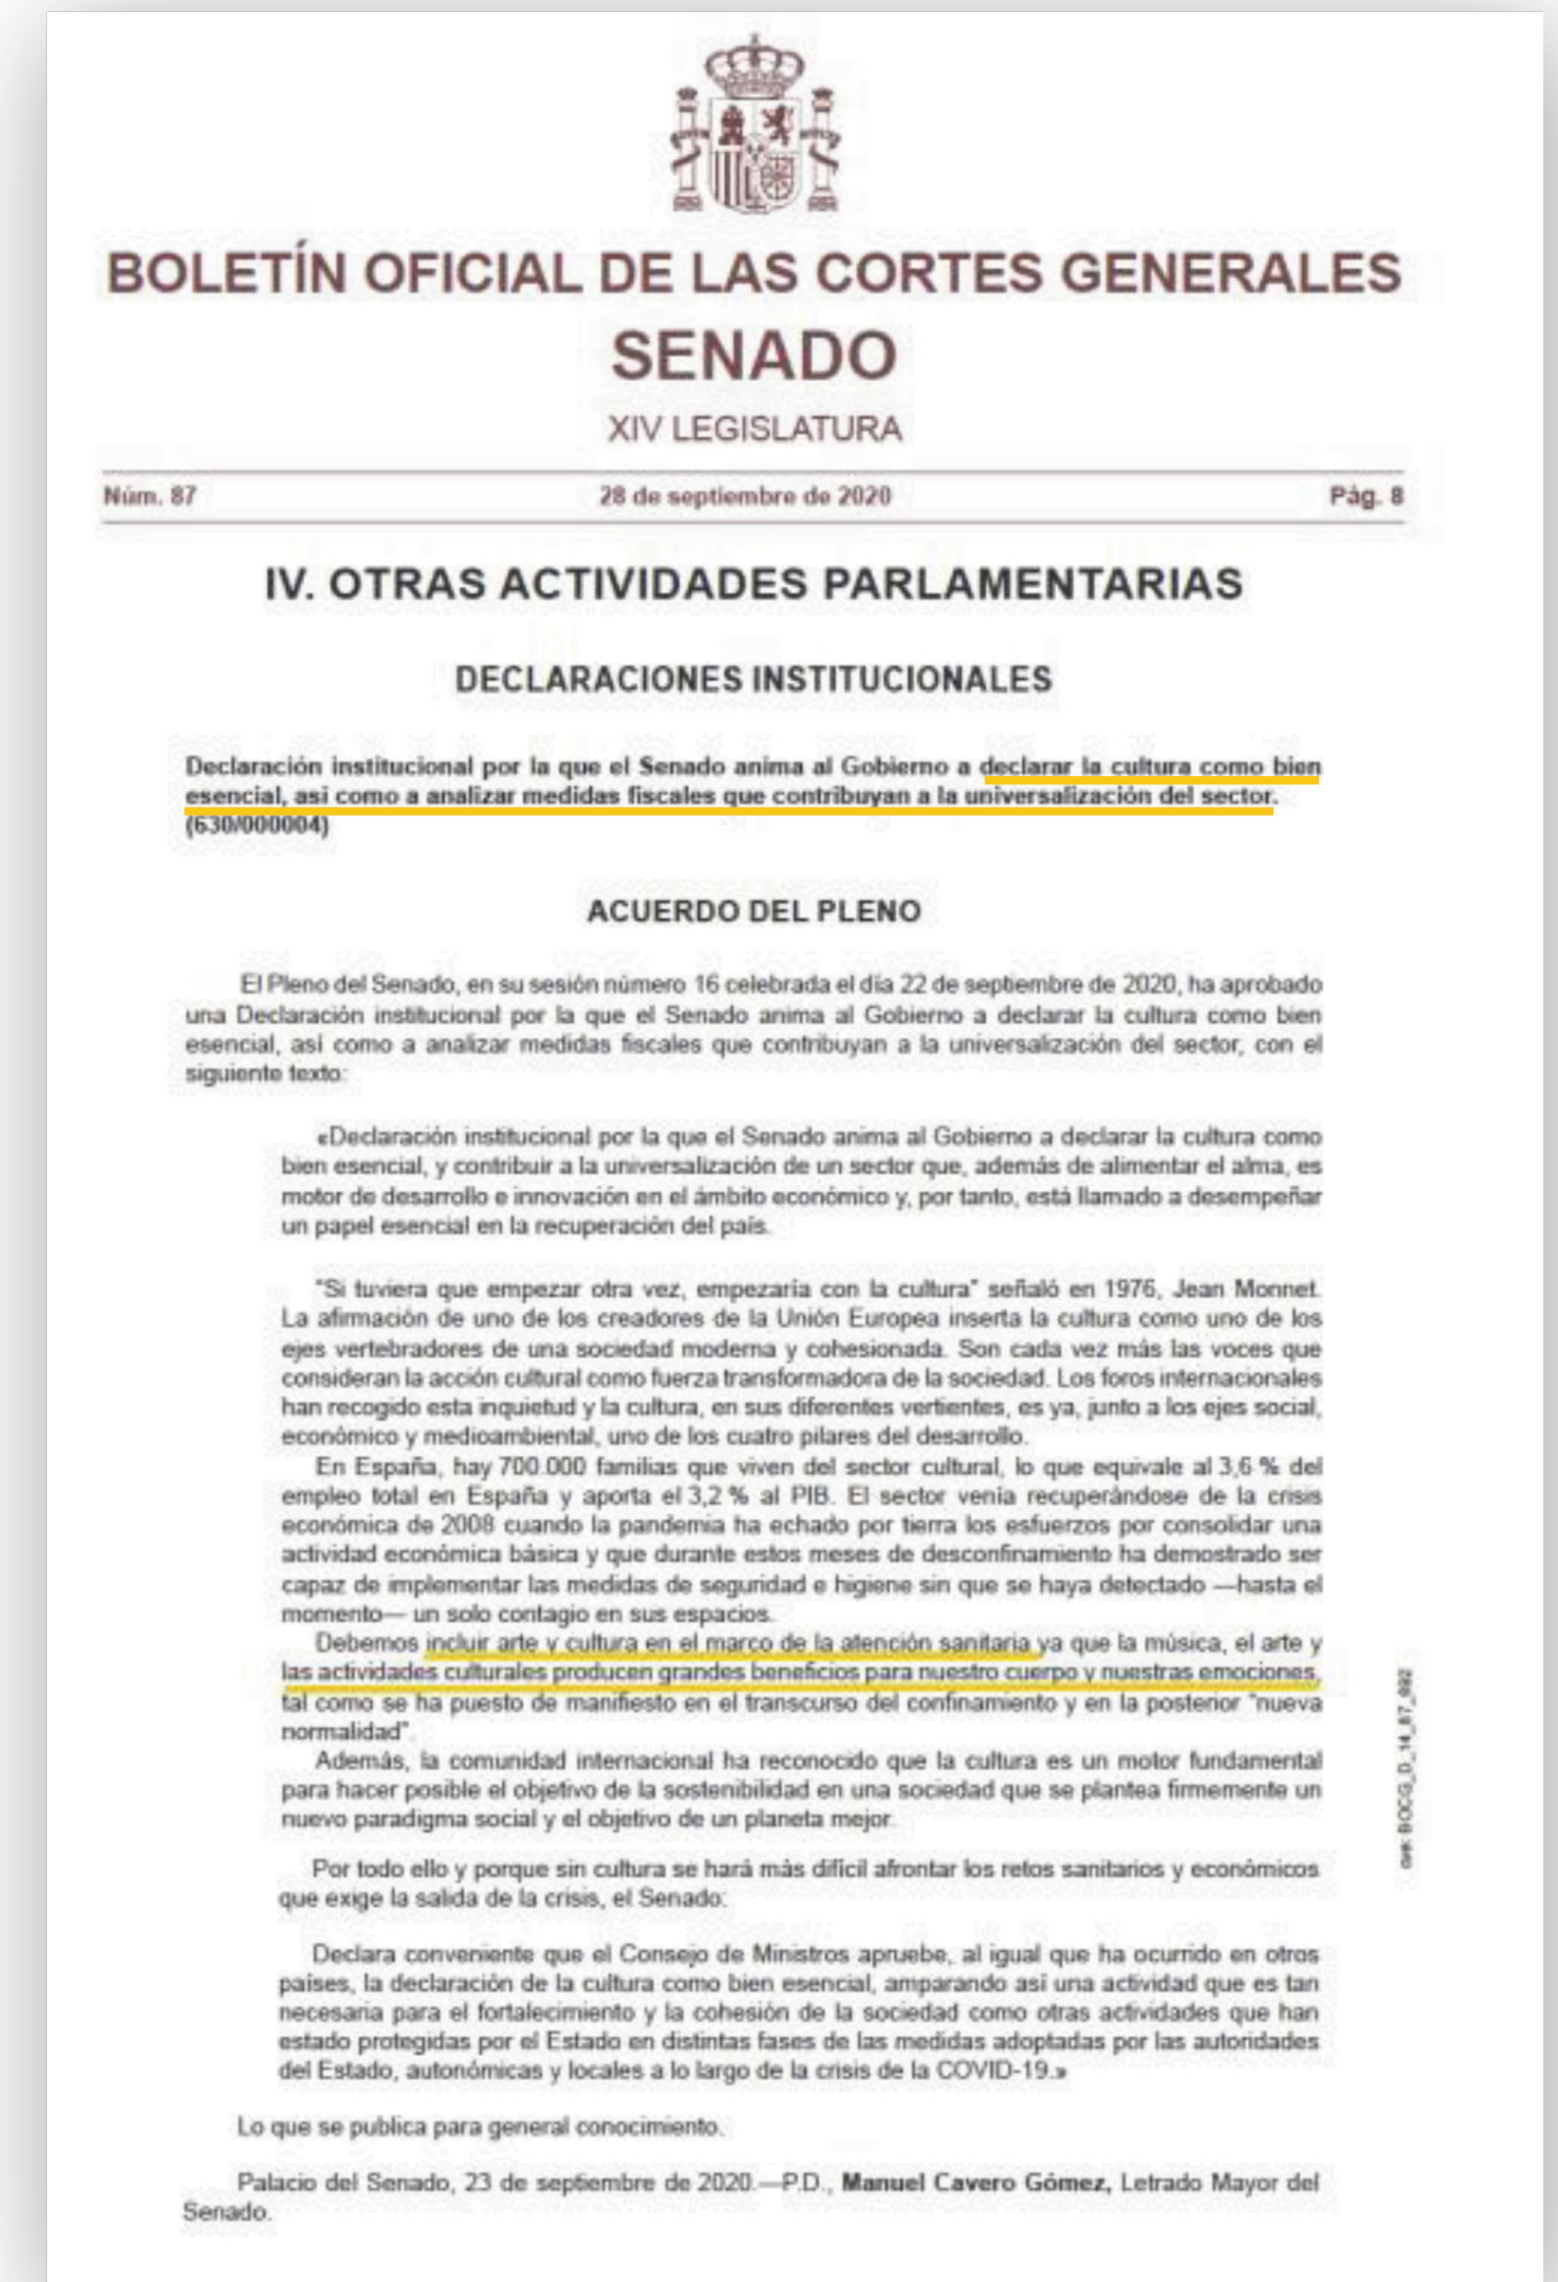 BOLETÍN OFICIAL DE LAS CORTES GENERALES
SENADO
XIV LEGISLATURA
Núm. 87 28 de septiembre de 2020 Pág. 8
IV. OTRAS ACTIVIDADES PARLAMENTARIAS
DECLARACIONES INSTITUCIONALES
Declaración institucional por la que el Senado anima al Gobierno a declarar la cultura como bien
esencial, así como a analizar medidas fiscales que contribuyan a la universalización del sector.
(630/000004)
ACUERDO DEL PLENO
El Pleno del Senado, en su sesión número 16 celebrada el día 22 de septiembre de 2020, ha aprobado
una Declaración institucional por la que el Senado anima al Gobierno a declarar la cultura como bien
esencial, así como a analizar medidas fiscales que contribuyan a la universalización del sector, con el
siguiente texto:
«Declaración institucional por la que el Senado anima al Gobierno a declarar la cultura como
bien esencial, y contribuir a la universalización de un sector que, además de alimentar el alma, es
motor de desarrollo e innovación en el ámbito económico y, por tanto, está llamado a desempeñar
un papel esencial en la recuperación del país.
"Si tuviera que empezar otra vez, empezaría con la cultura" señaló en 1976, Jean Monnet.
La afirmación de uno de los creadores de la Unión Europea inserta la cultura como uno de los
ejes vertebradores de una sociedad moderna y cohesionada. Son cada vez más las voces que
consideran la acción cultural como fuerza transformadora de la sociedad. Los foros internacionales
han recogido esta inquietud y la cultura, en sus diferentes vertientes, es ya, junto a los ejes social,
económico y medioambiental, uno de los cuatro pilares del desarrollo.
En España, hay 700.000 familias que viven del sector cultural, lo que equivale al 3,6 % del
empleo total en España y aporta el 3,2 % al PIB. El sector venía recuperándose de la crisis
económica de 2008 cuando la pandemia ha echado por tierra los esfuerzos por consolidar una
actividad económica básica y que durante estos meses de desconfinamiento ha demostrado ser
capaz de implementar las medidas de seguridad e higiene sin que se haya detectado —hasta el
momento— un solo contagio en sus espacios.
Debemos incluir arte y cultura en el marco de la atención sanitaria ya que la música, el arte y
las actividades culturales producen grandes beneficios para nuestro cuerpo y nuestras emociones,
tal como se ha puesto de manifiesto en el transcurso del confinamiento y en la posterior "nueva
normalidad".
Además, la comunidad internacional ha reconocido que la cultura es un motor fundamental
para hacer posible el objetivo de la sostenibilidad en una sociedad que se plantea firmemente un
nuevo paradigma social y el objetivo de un planeta mejor.
Por todo ello y porque sin cultura se hará más difícil afrontar los retos sanitarios y económicos
que exige la salida de la crisis, el Senado:
Declara conveniente que el Consejo de Ministros apruebe, al igual que ha ocurrido en otros
países, la declaración de la cultura como bien esencial, amparando así una actividad que es tan
necesaria para el fortalecimiento y la cohesión de la sociedad como otras actividades que han
estado protegidas por el Estado en distintas fases de las medidas adoptadas por las autoridades
del Estado, autonómicas y locales a lo largo de la crisis de la COVID-19.»
Lo que se publica para general conocimiento.
Palacio del Senado, 23 de septiembre de 2020.—P.D., Manuel Cavero Gómez, Letrado Mayor del
Senado.
cve: BOCG_D_14_87_692